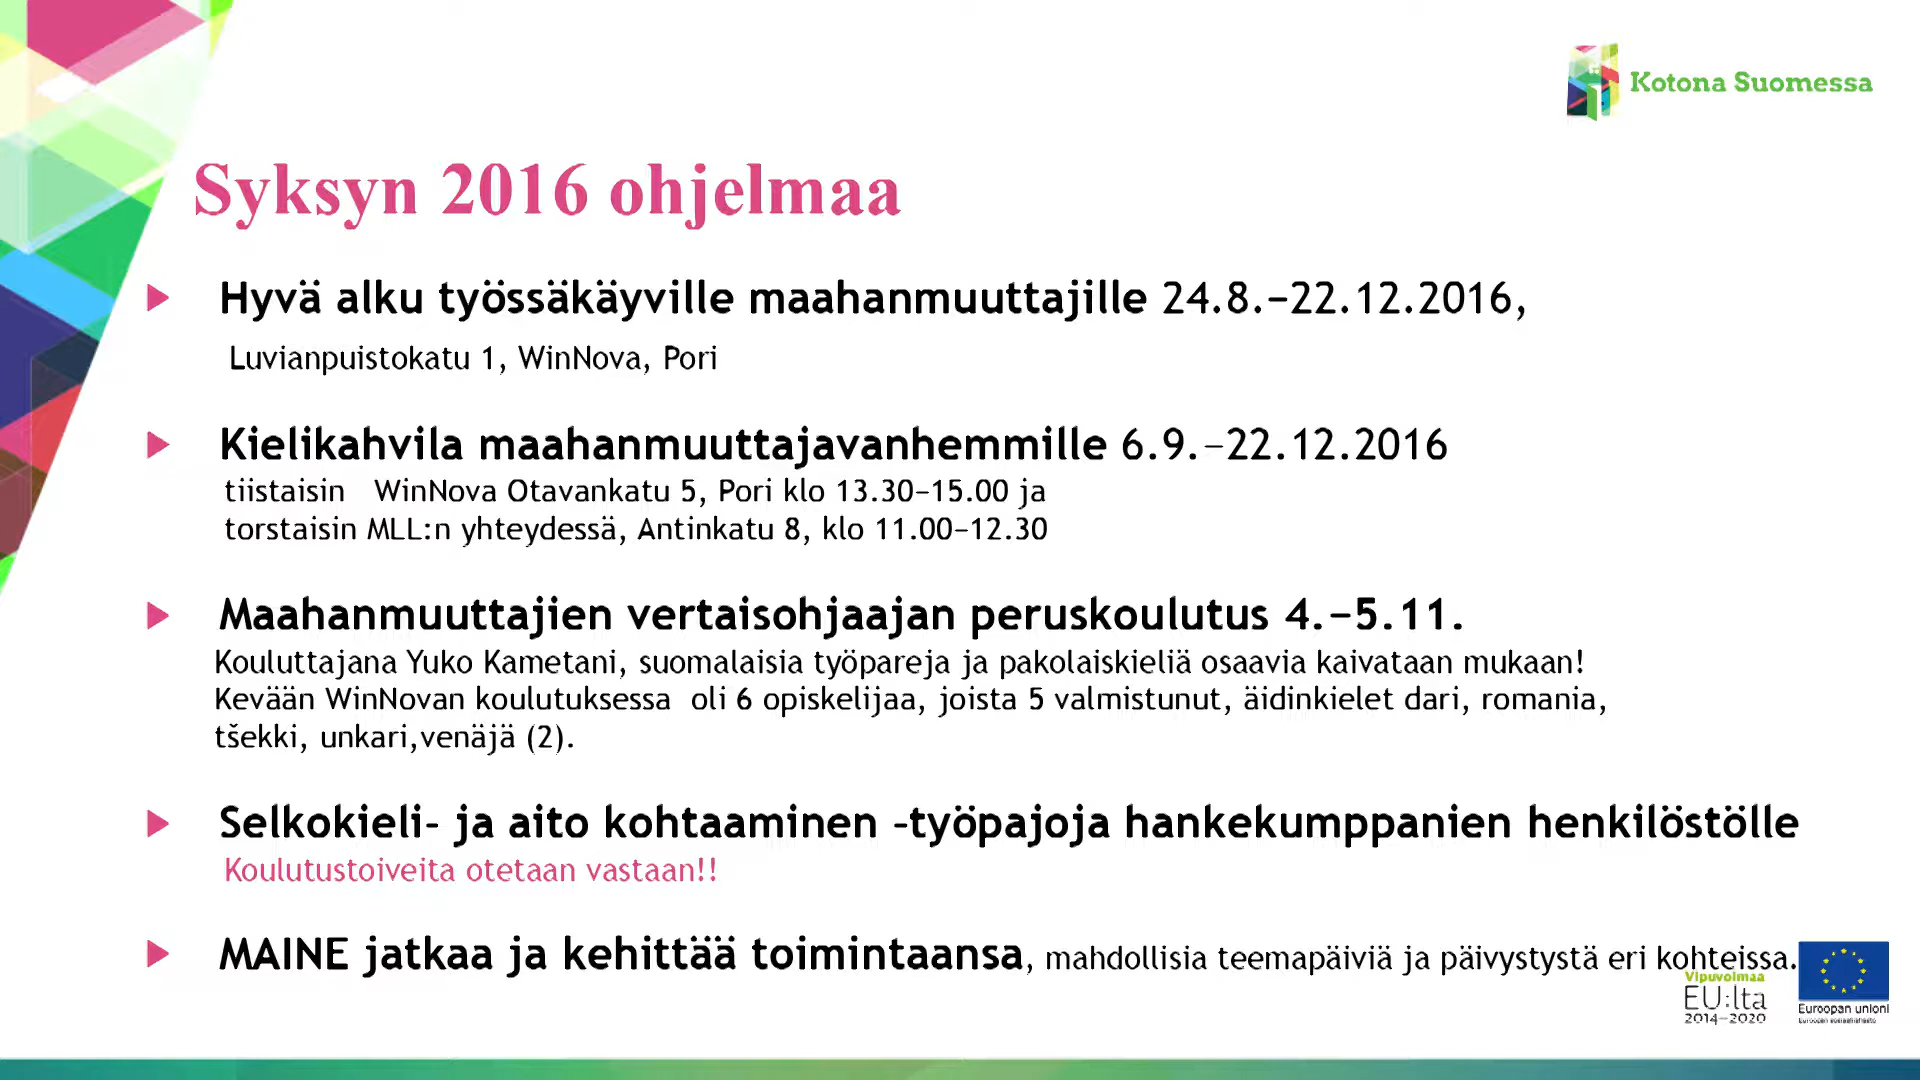 Kotona Suomessa
Syksyn 2016 ohjelmaa
Hyvä alku työssäkäyville maahanmuuttajille 24.8.–22.12.2016,
Luvianpuistokatu 1, WinNova, Pori
Kielikahvila maahanmuuttajavanhemmille 6.9.–22.12.2016
tiistaisin WinNova Otavankatu 5, Pori klo 13.30–15.00 ja
torstaisin MLL:n yhteydessä, Antinkatu 8, klo 11.00–12.30
Maahanmuuttajien vertaisohjaajan peruskoulutus 4.–5.11.
Kouluttajana Yuko Kametani, suomalaisia työpareja ja pakolaiskieliä osaavia kaivataan mukaan!
Kevään WinNovan koulutuksessa oli 6 opiskelijaa, joista 5 valmistunut, äidinkielet dari, romania,
tšekki, unkari,venäjä (2).
Selkokieli- ja aito kohtaaminen -työpajoja hankekumppanien henkilöstölle
Koulutustoiveita otetaan vastaan!!
MAINE jatkaa ja kehittää toimintaansa, mahdollisia teemapäiviä ja päivystystä eri kohteissa.
Vipuvoimaa
EU:lta
2014–2020
Euroopan unioni
Euroopan sosiaalirahasto